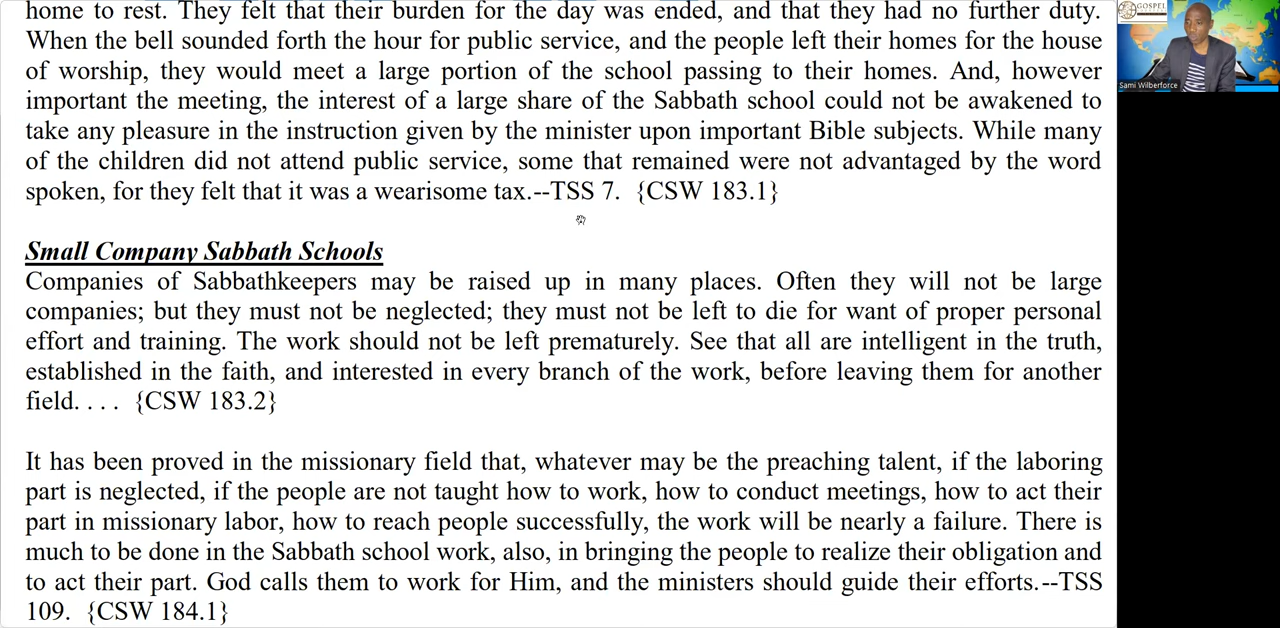 home to rest. They felt that their burden for the day was ended, and that they had no further duty.
When the bell sounded forth the hour for public service, and the people left their homes for the house
of worship, they would meet a large portion of the school passing to their homes. And, however
important the meeting, the interest of a large share of the Sabbath school could not be awakened to
take any pleasure in the instruction given by the minister upon important Bible subjects. While many
of the children did not attend public service, some that remained were not advantaged by the word
spoken, for they felt that it was a wearisome tax.--TSS 7.  {CSW 183.1}
Small Company Sabbath Schools
Companies of Sabbathkeepers may be raised up in many places. Often they will not be large
companies; but they must not be neglected; they must not be left to die for want of proper personal
effort and training. The work should not be left prematurely. See that all are intelligent in the truth,
established in the faith, and interested in every branch of the work, before leaving them for another
field. . . .  {CSW 183.2}
It has been proved in the missionary field that, whatever may be the preaching talent, if the laboring
part is neglected, if the people are not taught how to work, how to conduct meetings, how to act their
part in missionary labor, how to reach people successfully, the work will be nearly a failure. There is
much to be done in the Sabbath school work, also, in bringing the people to realize their obligation and
to act their part. God calls them to work for Him, and the ministers should guide their efforts.--TSS
109.  {CSW 184.1}
GOSPEL
Sami Wilberforce